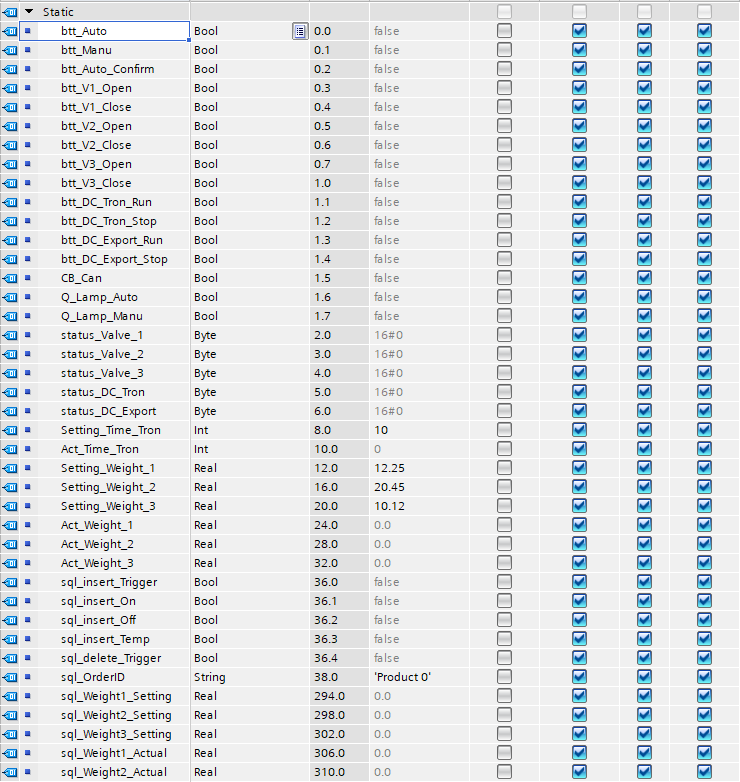 Static
btt_Auto Bool 0.0 false
btt_Manu Bool 0.1 false
btt_Auto_Confirm Bool 0.2 false
btt_V1_Open Bool 0.3 false
btt_V1_Close Bool 0.4 false
btt_V2_Open Bool 0.5 false
btt_V2_Close Bool 0.6 false
btt_V3_Open Bool 0.7 false
btt_V3_Close Bool 1.0 false
btt_DC_Tron_Run Bool 1.1 false
btt_DC_Tron_Stop Bool 1.2 false
btt_DC_Export_Run Bool 1.3 false
btt_DC_Export_Stop Bool 1.4 false
CB_Can Bool 1.5 false
Q_Lamp_Auto Bool 1.6 false
Q_Lamp_Manu Bool 1.7 false
status_Valve_1 Byte 2.0 16#0
status_Valve_2 Byte 3.0 16#0
status_Valve_3 Byte 4.0 16#0
status_DC_Tron Byte 5.0 16#0
status_DC_Export Byte 6.0 16#0
Setting_Time_Tron Int 8.0 10
Act_Time_Tron Int 10.0 0
Setting_Weight_1 Real 12.0 12.25
Setting_Weight_2 Real 16.0 20.45
Setting_Weight_3 Real 20.0 10.12
Act_Weight_1 Real 24.0 0.0
Act_Weight_2 Real 28.0 0.0
Act_Weight_3 Real 32.0 0.0
sql_insert_Trigger Bool 36.0 false
sql_insert_On Bool 36.1 false
sql_insert_Off Bool 36.2 false
sql_insert_Temp Bool 36.3 false
sql_delete_Trigger Bool 36.4 false
sql_OrderID String 38.0 'Product 0'
sql_Weight1_Setting Real 294.0 0.0
sql_Weight2_Setting Real 298.0 0.0
sql_Weight3_Setting Real 302.0 0.0
sql_Weight1_Actual Real 306.0 0.0
sql_Weight2_Actual Real 310.0 0.0